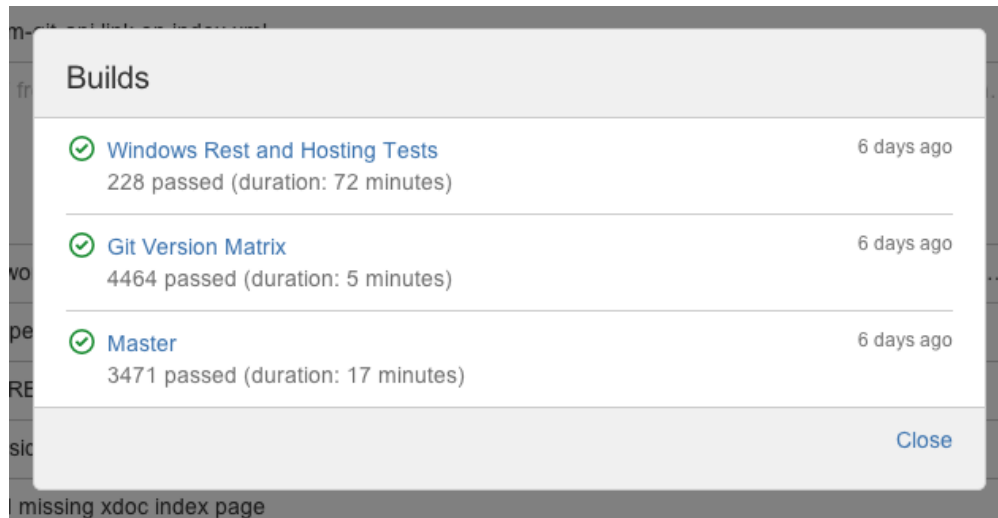 Builds
Windows Rest and Hosting Tests
6 days ago
228 passed (duration: 72 minutes)
Git Version Matrix
6 days ago
4464 passed (duration: 5 minutes)
Master
6 days ago
3471 passed (duration: 17 minutes)
Close
missing xdoc index page